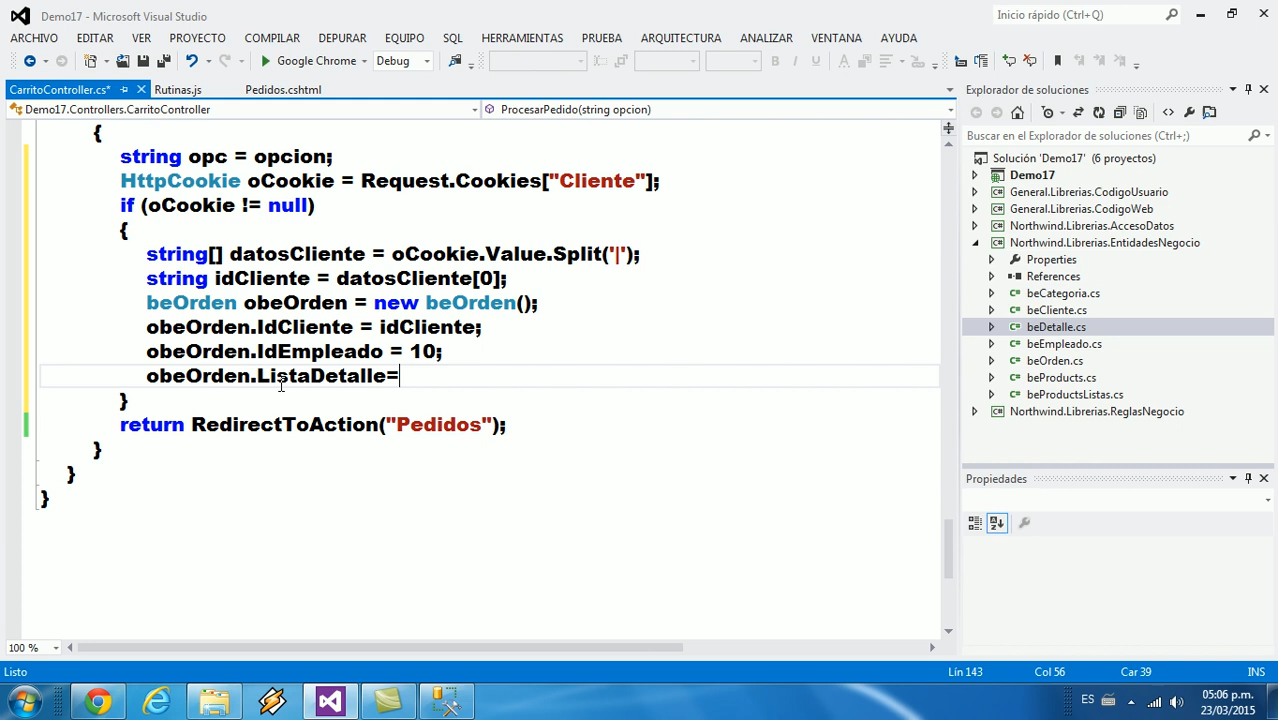 Demo17 - Microsoft Visual Studio
Inicio rápido (Ctrl+Q)
ARCHIVO EDITAR VER PROYECTO COMPILAR DEPURAR EQUIPO SQL HERRAMIENTAS PRUEBA ARQUITECTURA ANALIZAR VENTANA AYUDA
Google Chrome Debug
CarritoController.cs* Rutinas.js Pedidos.cshtml
Demo17.Controllers.CarritoController ProcesarPedido(string opcion)
{
string opc = opcion;
HttpCookie oCookie = Request.Cookies["Cliente"];
if (oCookie != null)
{
string[] datosCliente = oCookie.Value.Split('|');
string idCliente = datosCliente[0];
beOrden obeOrden = new beOrden();
obeOrden.IdCliente = idCliente;
obeOrden.IdEmpleado = 10;
obeOrden.ListaDetalle=
}
return RedirectToAction("Pedidos");
}
}
}
100 %
Explorador de soluciones
Buscar en el Explorador de soluciones (Ctrl+;)
Solución 'Demo17' (6 proyectos)
Demo17
General.Librerias.CodigoUsuario
General.Librerias.CodigoWeb
Northwind.Librerias.AccesoDatos
Northwind.Librerias.EntidadesNegocio
Properties
References
beCategoria.cs
beCliente.cs
beDetalle.cs
beEmpleado.cs
beOrden.cs
beProducts.cs
beProductsListas.cs
Northwind.Librerias.ReglasNegocio
Propiedades
Listo Lín 143 Col 56 Car 39 INS
ES 05:06 p.m.
23/03/2015